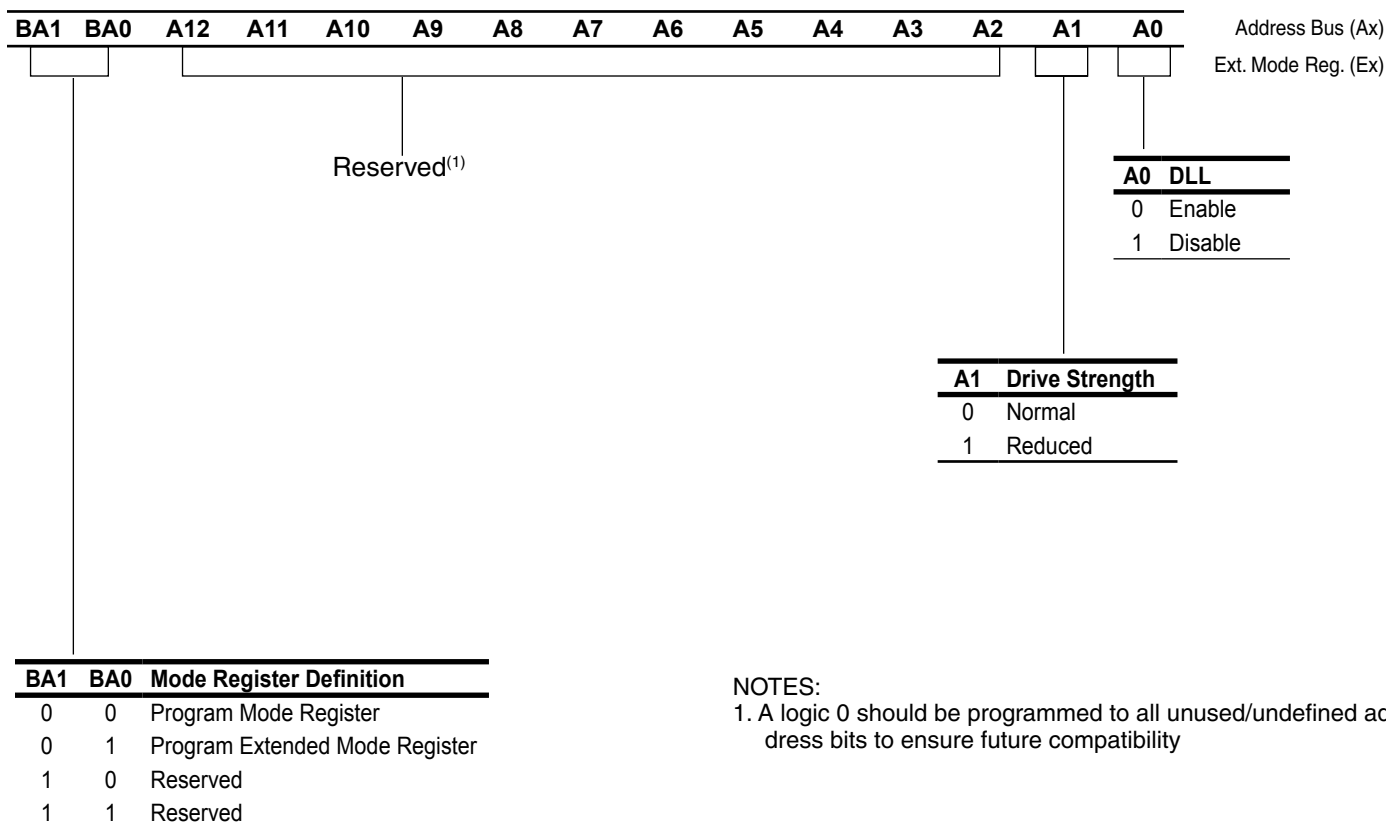 BA1 BA0 A12 A11 A10 A9 A8 A7 A6 A5 A4 A3 A2 A1 A0 Address Bus (Ax)
Ext. Mode Reg. (Ex)
Reserved(1)
A0 DLL
0 Enable
1 Disable
A1 Drive Strength
0 Normal
1 Reduced
BA1 BA0 Mode Register Definition
0 0 Program Mode Register
0 1 Program Extended Mode Register
1 0 Reserved
1 1 Reserved
NOTES:
1. A logic 0 should be programmed to all unused/undefined ad
dress bits to ensure future compatibility